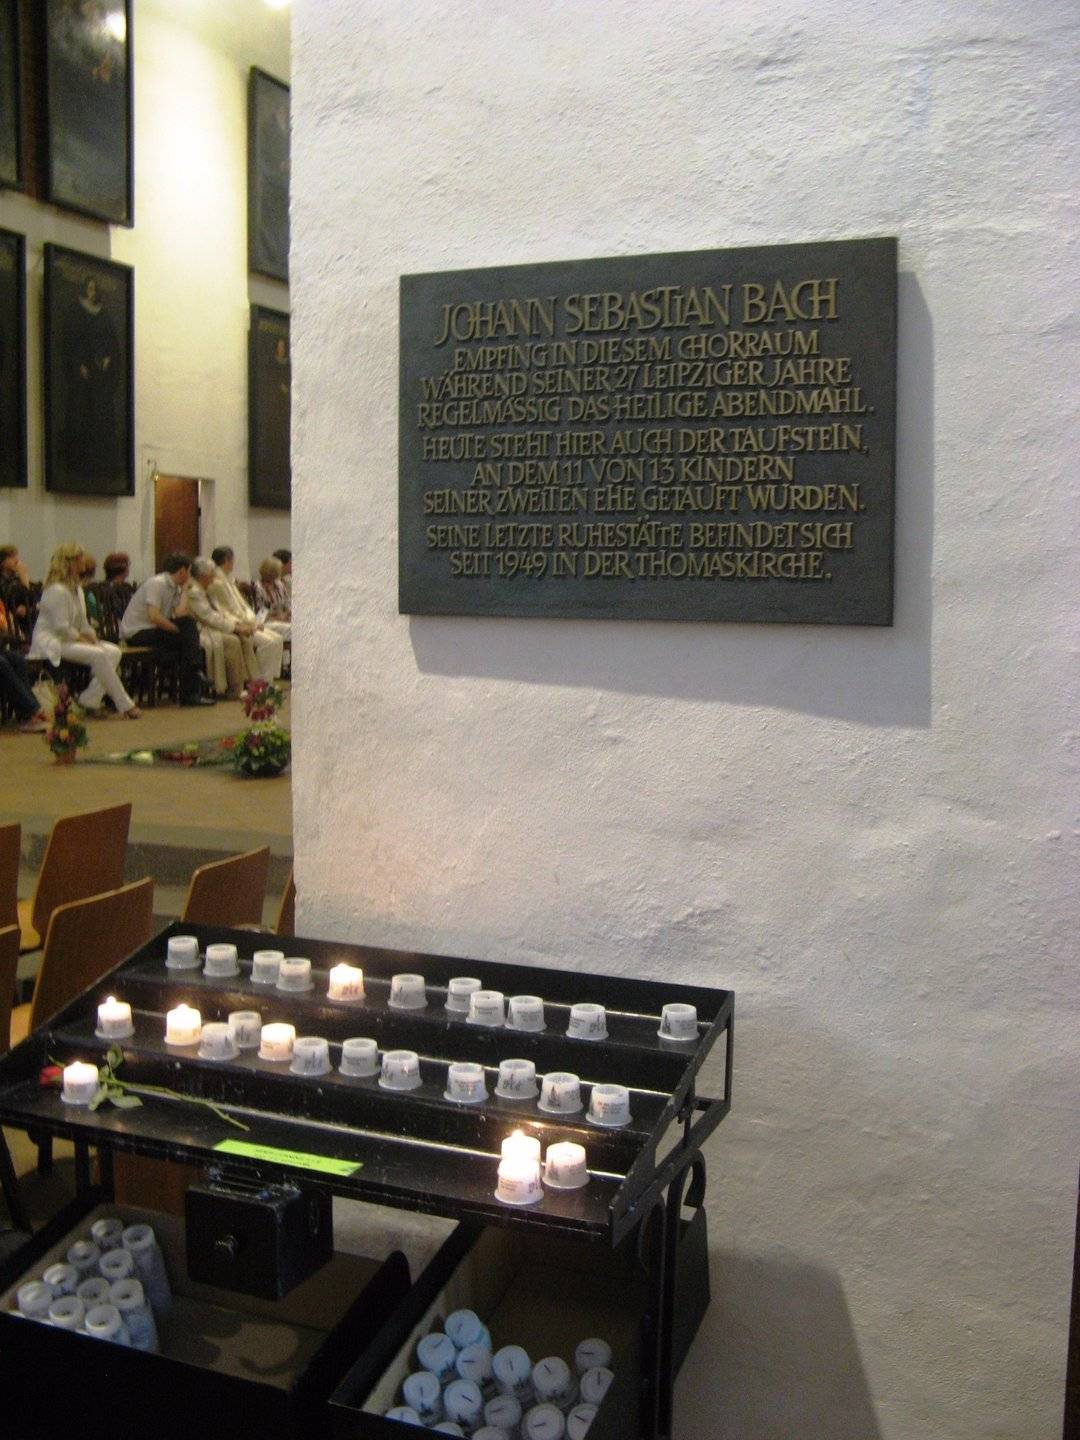 JOHANN SEBASTIAN BACH
EMPFING IN DIESEM CHORRAUM
WÄHREND SEINER 27 LEIPZIGER JAHRE
REGELMÄSSIG DAS HEILIGE ABENDMAHL.
HEUTE STEHT HIER AUCH DER TAUFSTEIN,
AN DEM 11 VON 13 KINDERN
SEINER ZWEITEN EHE GETAUFT WURDEN.
SEINE LETZTE RUHESTÄTTE BEFINDET SICH
SEIT 1949 IN DER THOMASKIRCHE.